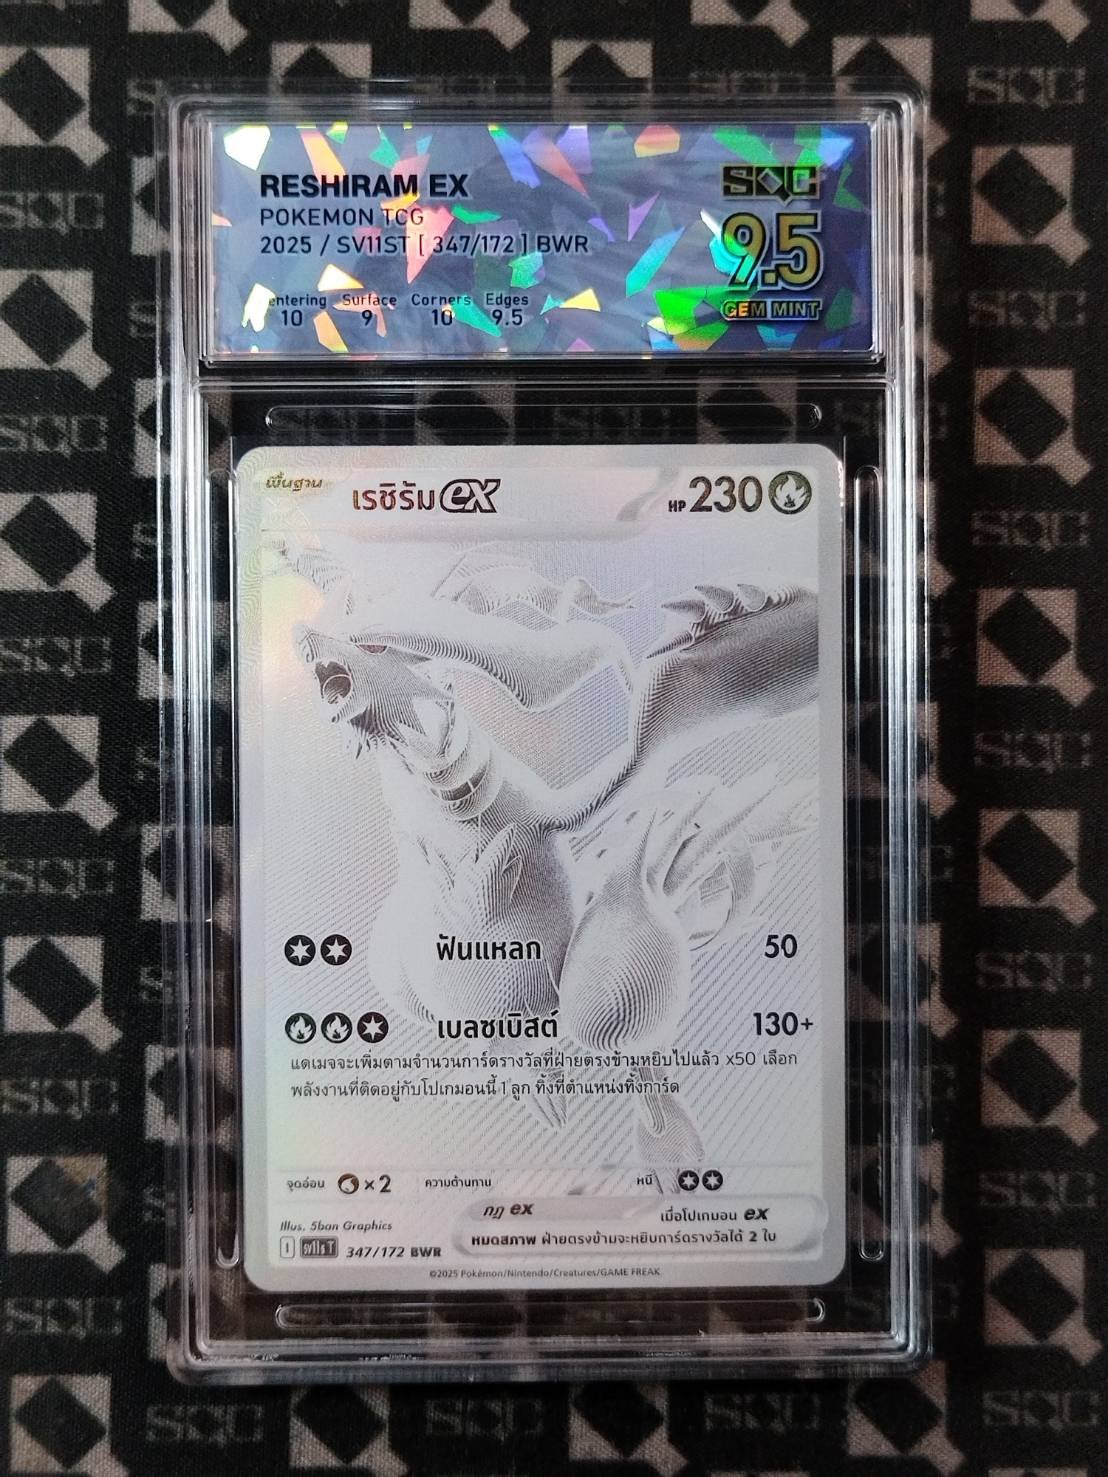 RESHIRAM EX
POKEMON TCG
2025 / SV11ST [ 347/172 ] BWR
entering Surface Corners Edges
10 9 10 9.5
SQC
9.5
GEM MINT
พื้นฐาน เรชิรัม ex HP 230
ฟันแหลก 50
เบลซเบิสต์ 130+
แดเมจจะเพิ่มตามจำนวนการ์ดรางวัลที่ฝ่ายตรงข้ามหยิบไปแล้ว x50 เลือก
พลังงานที่ติดอยู่กับโปเกมอนนี้ 1 ลูก ทิ้งที่ตำแหน่งทิ้งการ์ด
จุดอ่อน ×2 ความต้านทาน หนี
กฎ ex เมื่อโปเกมอน ex
หมดสภาพ ฝ่ายตรงข้ามจะหยิบการ์ดรางวัลได้ 2 ใบ
Illus. 5ban Graphics
I sv11s T 347/172 BWR
©2025 Pokémon/Nintendo/Creatures/GAME FREAK.